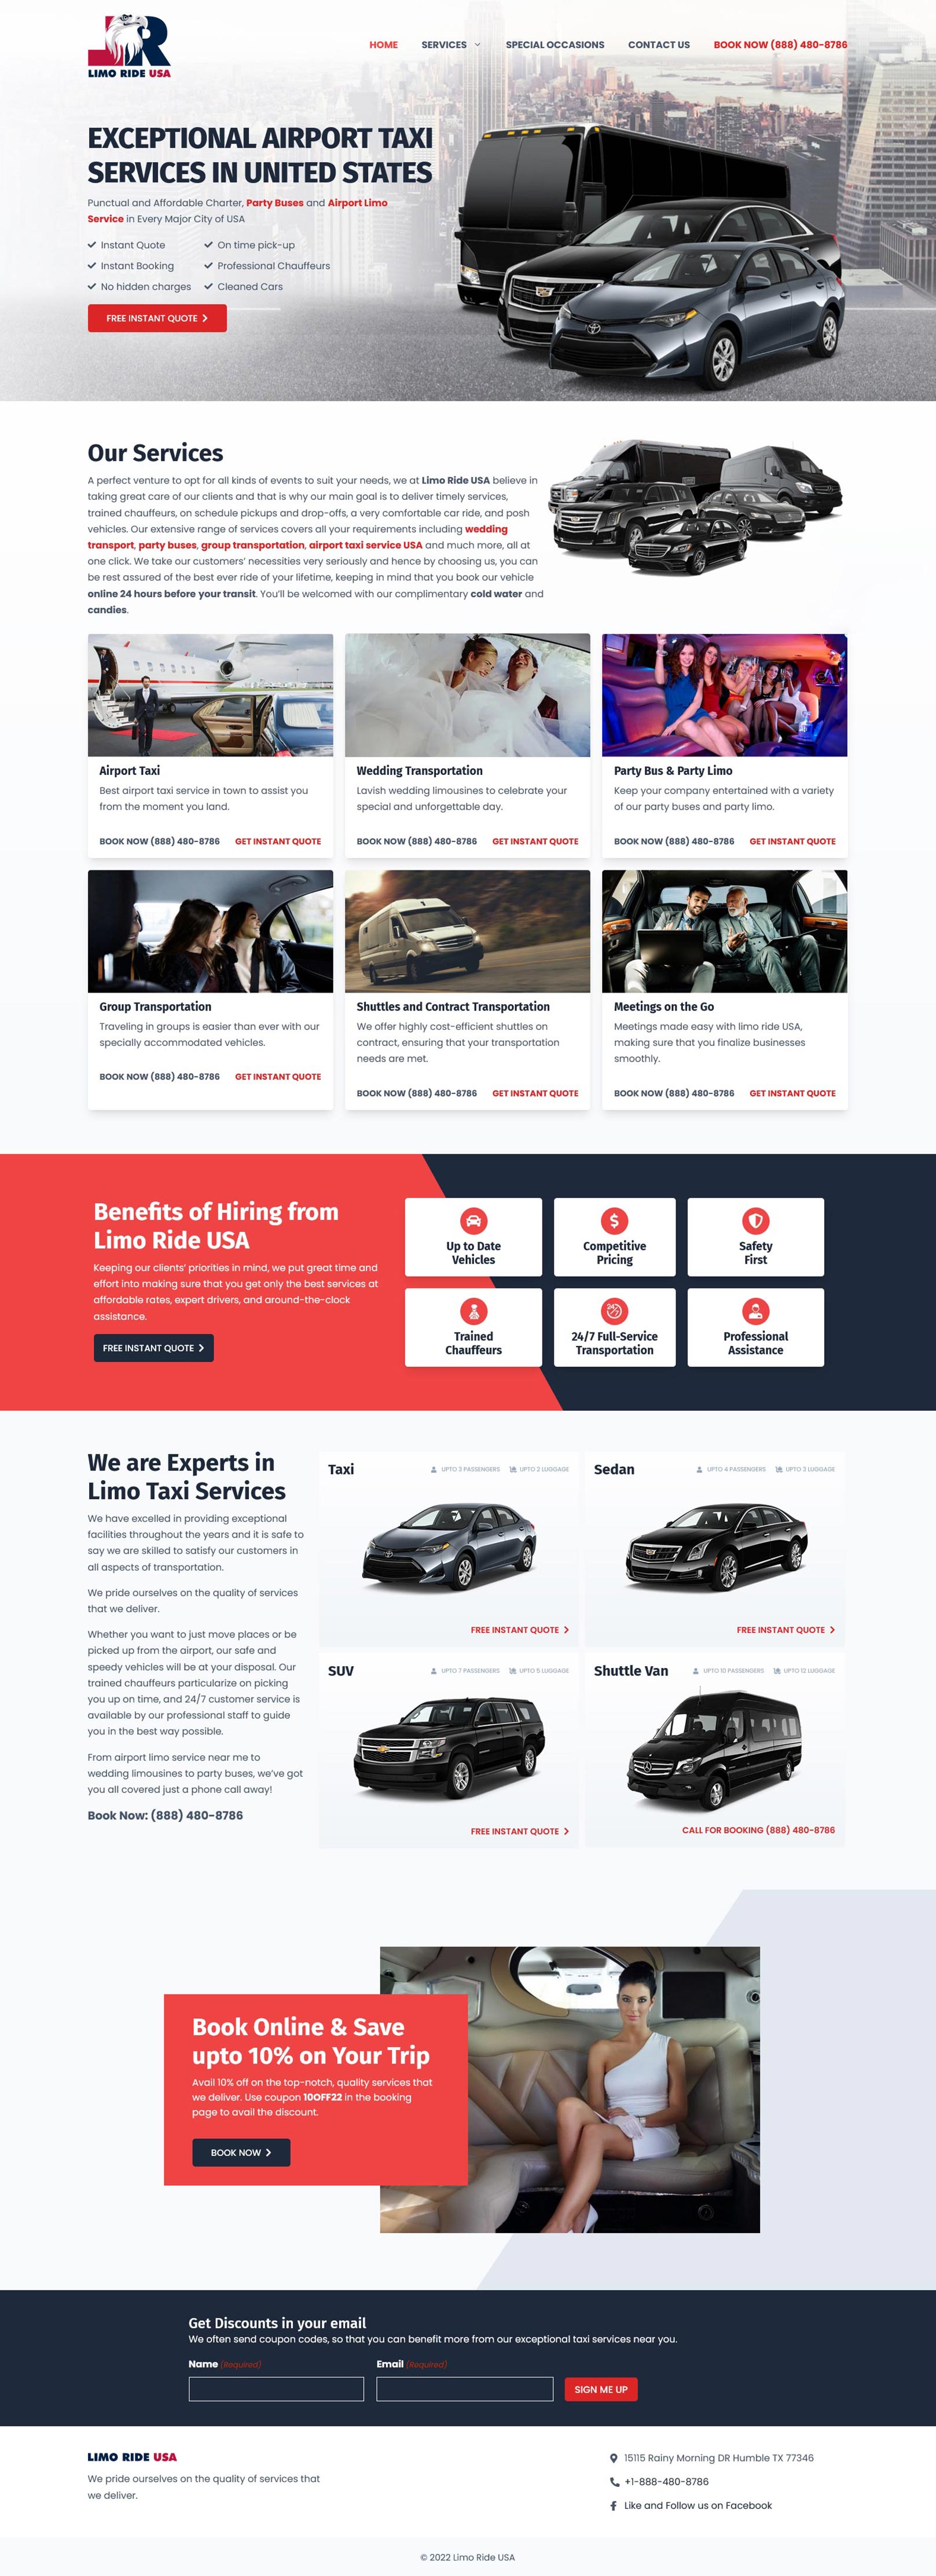 LIMO RIDE USA
HOME
SERVICES
SPECIAL OCCASIONS
CONTACT US
BOOK NOW (888) 480-8786
EXCEPTIONAL AIRPORT TAXI
SERVICES IN UNITED STATES
Punctual and Affordable Charter, Party Buses and Airport Limo
Service in Every Major City of USA
Instant Quote
On time pick-up
Instant Booking
Professional Chauffeurs
No hidden charges
Cleaned Cars
FREE INSTANT QUOTE
Our Services
A perfect venture to opt for all kinds of events to suit your needs, we at Limo Ride USA believe in
taking great care of our clients and that is why our main goal is to deliver timely services,
trained chauffeurs, on schedule pickups and drop-offs, a very comfortable car ride, and posh
vehicles. Our extensive range of services covers all your requirements including wedding
transport, party buses, group transportation, airport taxi service USA and much more, all at
one click. We take our customers' necessities very seriously and hence by choosing us, you can
be rest assured of the best ever ride of your lifetime, keeping in mind that you book our vehicle
online 24 hours before your transit. You'll be welcomed with our complimentary cold water and
candies.
Airport Taxi
Best airport taxi service in town to assist you
from the moment you land.
BOOK NOW (888) 480-8786
GET INSTANT QUOTE
Wedding Transportation
Lavish wedding limousines to celebrate your
special and unforgettable day.
BOOK NOW (888) 480-8786
GET INSTANT QUOTE
Party Bus & Party Limo
Keep your company entertained with a variety
of our party buses and party limo.
BOOK NOW (888) 480-8786
GET INSTANT QUOTE
Group Transportation
Traveling in groups is easier than ever with our
specially accommodated vehicles.
BOOK NOW (888) 480-8786
GET INSTANT QUOTE
Shuttles and Contract Transportation
We offer highly cost-efficient shuttles on
contract, ensuring that your transportation
needs are met.
BOOK NOW (888) 480-8786
GET INSTANT QUOTE
Meetings on the Go
Meetings made easy with limo ride USA,
making sure that you finalize businesses
smoothly.
BOOK NOW (888) 480-8786
GET INSTANT QUOTE
Benefits of Hiring from
Limo Ride USA
Keeping our clients' priorities in mind, we put great time and
effort into making sure that you get only the best services at
affordable rates, expert drivers, and around-the-clock
assistance.
FREE INSTANT QUOTE
Up to Date
Vehicles
Competitive
Pricing
Safety
First
Trained
Chauffeurs
24/7 Full-Service
Transportation
Professional
Assistance
We are Experts in
Limo Taxi Services
We have excelled in providing exceptional
facilities throughout the years and it is safe to
say we are skilled to satisfy our customers in
all aspects of transportation.
We pride ourselves on the quality of services
that we deliver.
Whether you want to just move places or be
picked up from the airport, our safe and
speedy vehicles will be at your disposal. Our
trained chauffeurs particularize on picking
you up on time, and 24/7 customer service is
available by our professional staff to guide
you in the best way possible.
From airport limo service near me to
wedding limousines to party buses, we've got
you all covered just a phone call away!
Book Now: (888) 480-8786
Taxi
UPTO 3 PASSENGERS
UPTO 2 LUGGAGE
FREE INSTANT QUOTE
Sedan
UPTO 4 PASSENGERS
UPTO 3 LUGGAGE
FREE INSTANT QUOTE
SUV
UPTO 7 PASSENGERS
UPTO 5 LUGGAGE
FREE INSTANT QUOTE
Shuttle Van
UPTO 10 PASSENGERS
UPTO 12 LUGGAGE
CALL FOR BOOKING (888) 480-8786
Book Online & Save
upto 10% on Your Trip
Avail 10% off on the top-notch, quality services that
we deliver. Use coupon 10OFF22 in the booking
page to avail the discount.
BOOK NOW
Get Discounts in your email
We often send coupon codes, so that you can benefit more from our exceptional taxi services near you.
Name (Required)
Email (Required)
SIGN ME UP
LIMO RIDE USA
We pride ourselves on the quality of services that
we deliver.
15115 Rainy Morning DR Humble TX 77346
+1-888-480-8786
Like and Follow us on Facebook
© 2022 Limo Ride USA